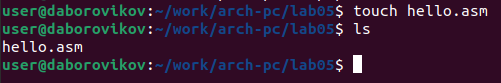 user@daborovikov:~/work/arch-pc/lab05$ touch hello.asm
user@daborovikov:~/work/arch-pc/lab05$ ls
hello.asm
user@daborovikov:~/work/arch-pc/lab05$